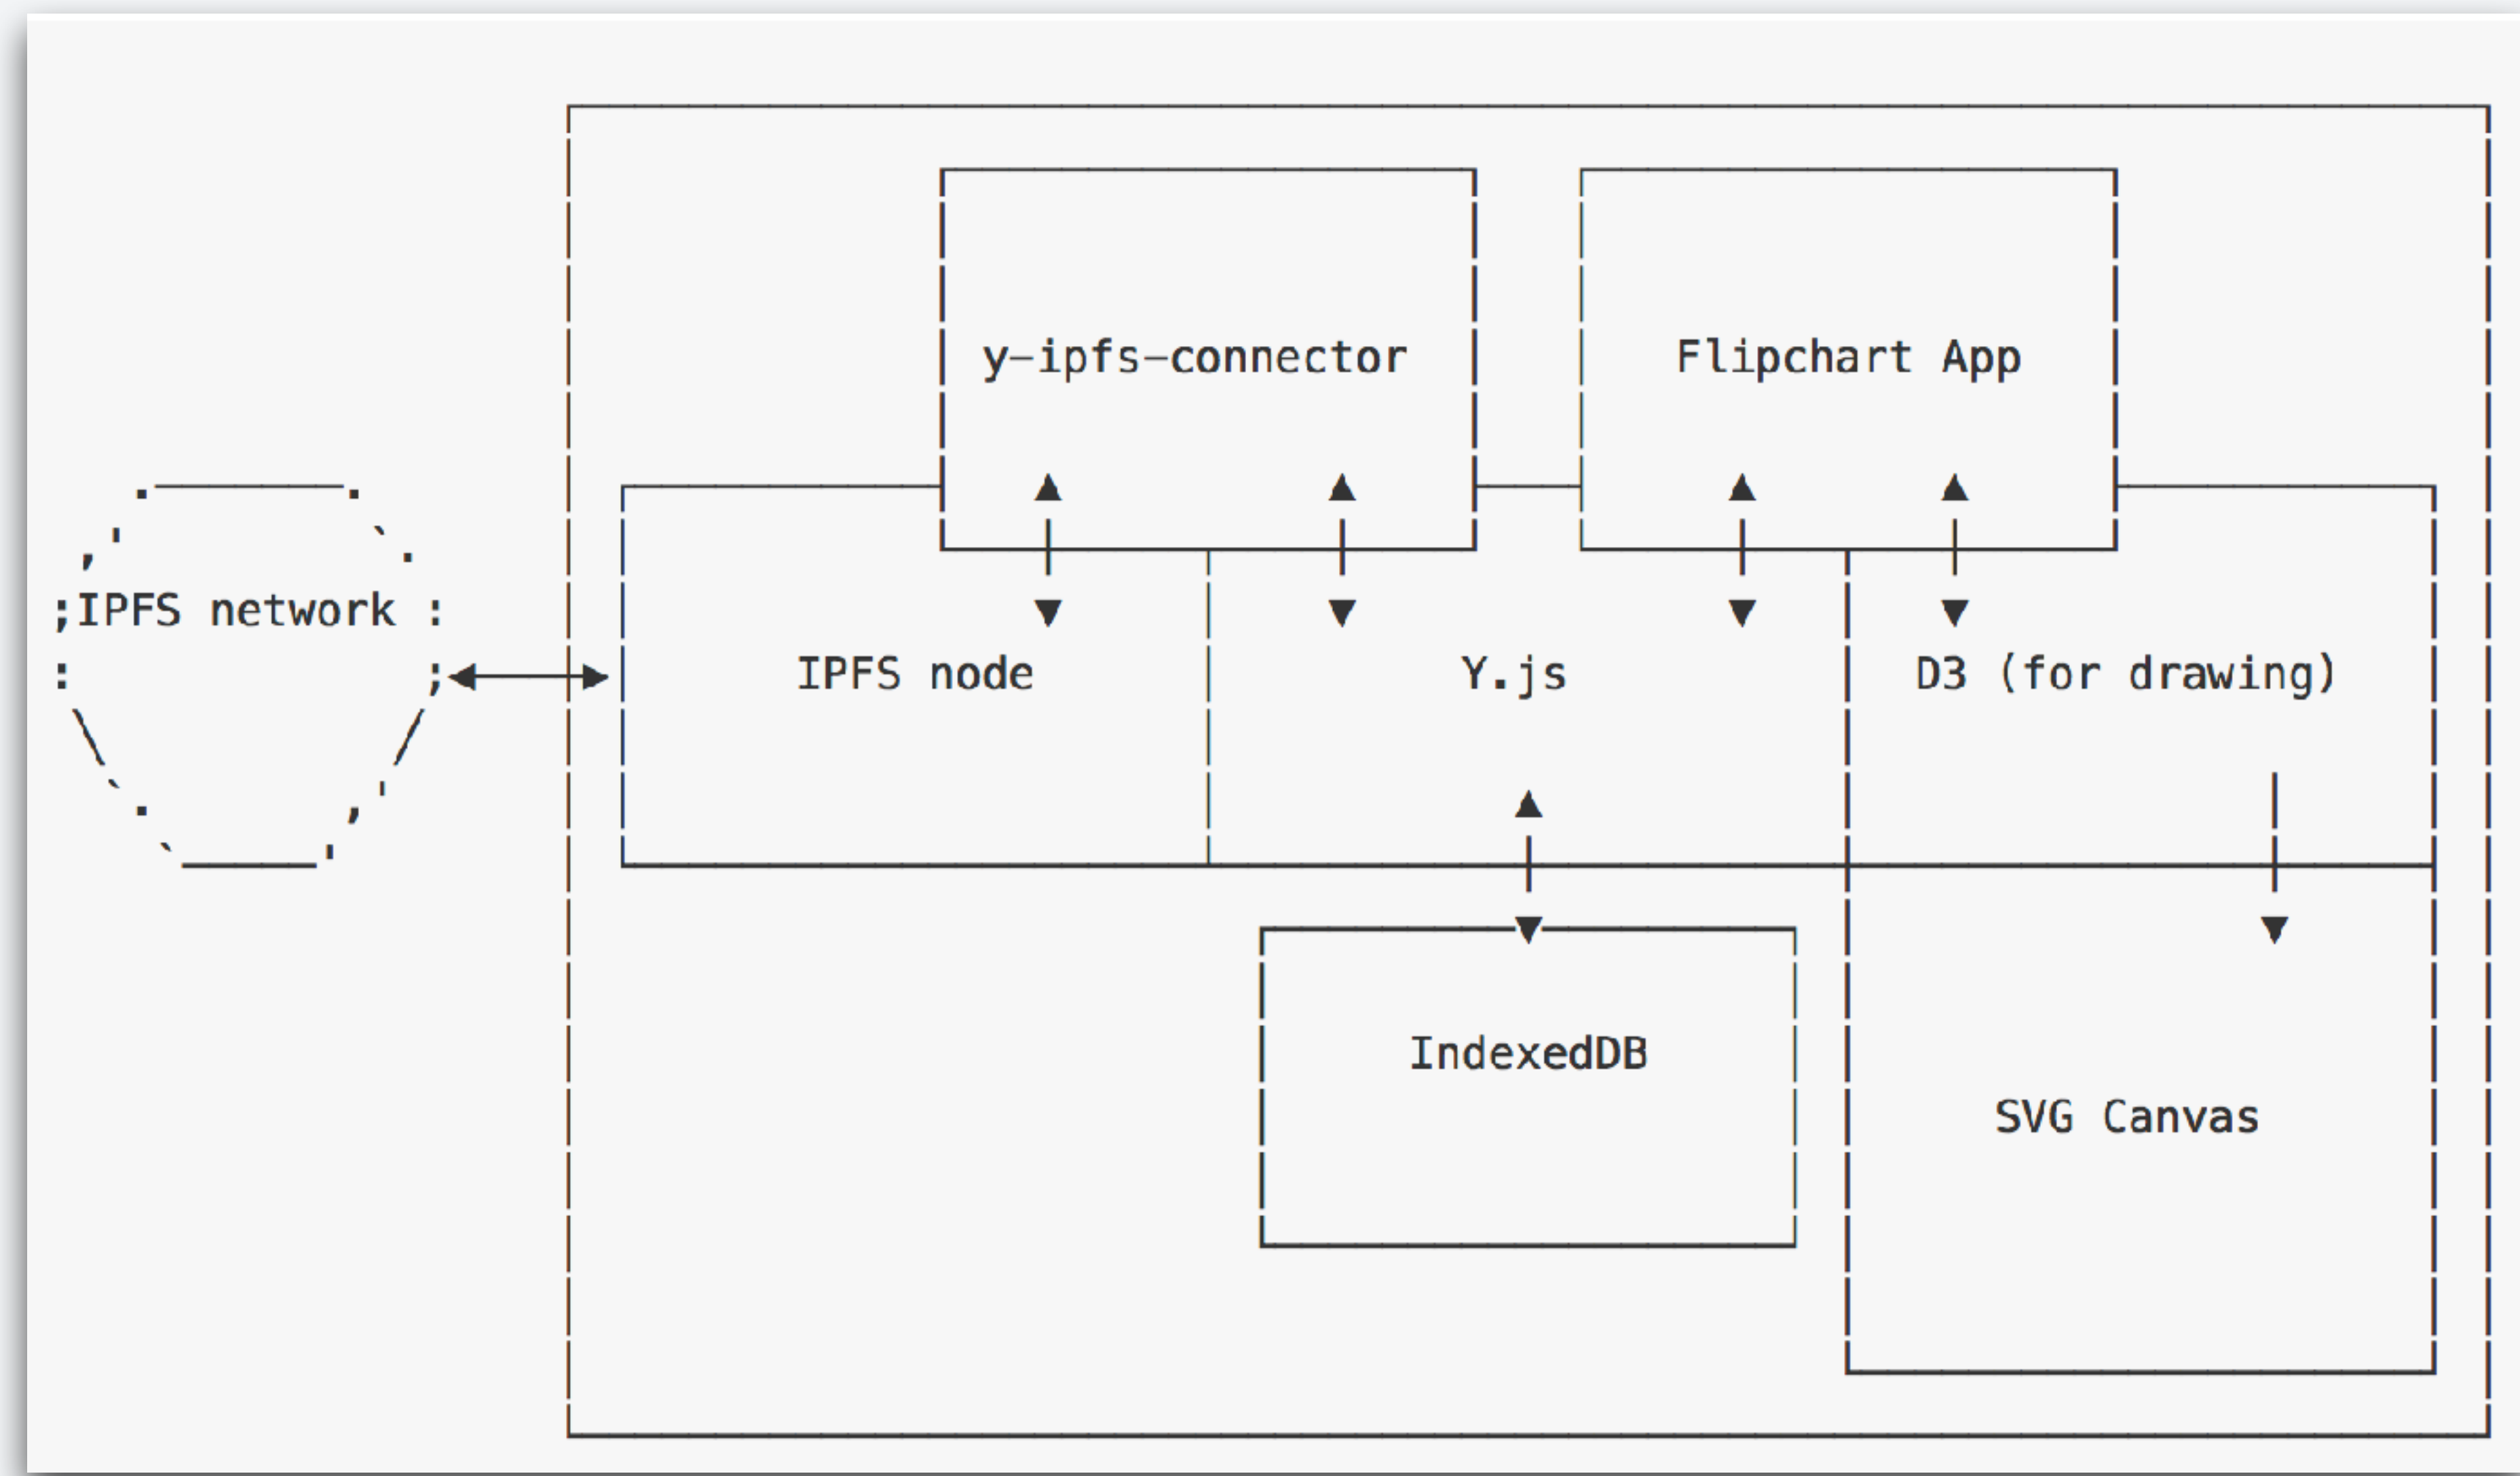 y-ipfs-connector
Flipchart App
IPFS network
IPFS node
Y.js
D3 (for drawing)
IndexedDB
SVG Canvas